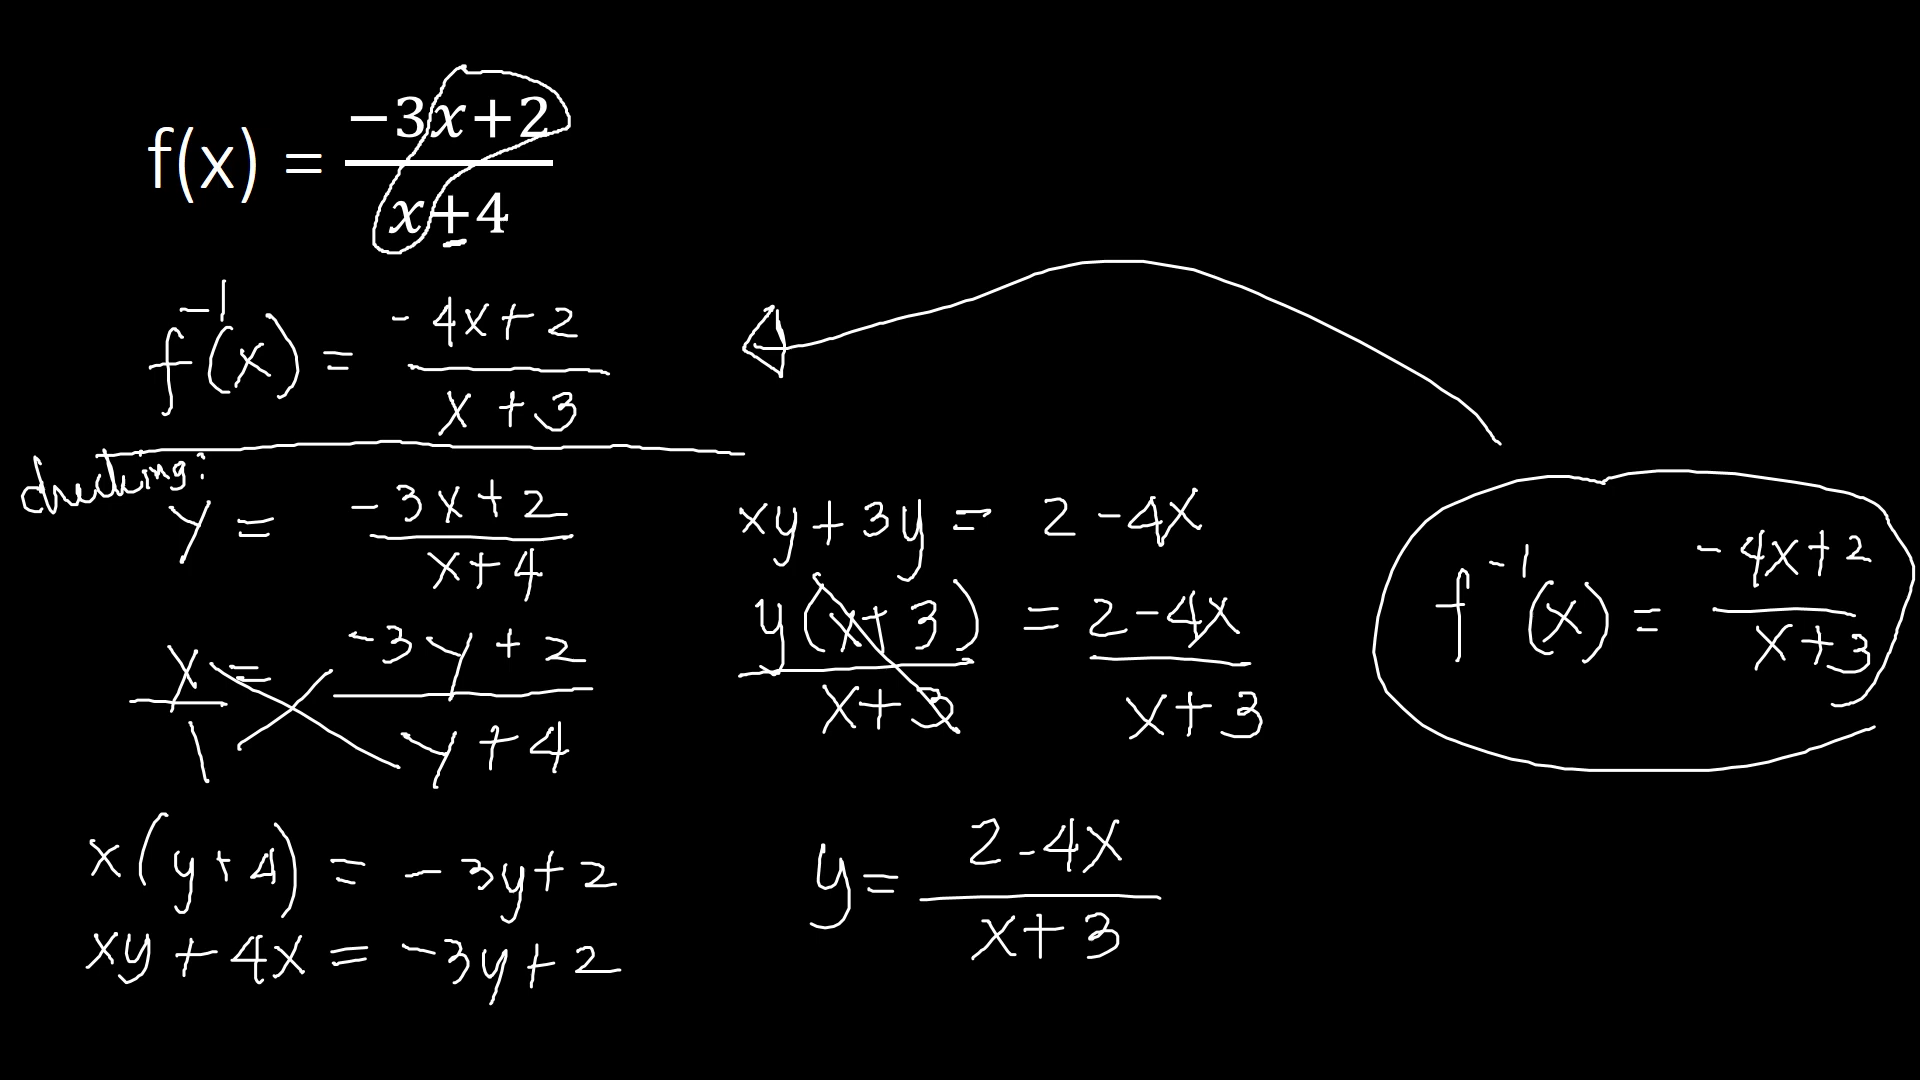 f(x) = (-3x+2)/(x+4)
f⁻¹(x) = (-4x+2)/(x+3)
checking:
y = (-3x+2)/(x+4)
x/1 = (-3y+2)/(y+4)
x(y+4) = -3y+2
xy+4x = -3y+2
xy+3y = 2-4x
y(x+3)/(x+3) = (2-4x)/(x+3)
y = (2-4x)/(x+3)
f⁻¹(x) = (-4x+2)/(x+3)